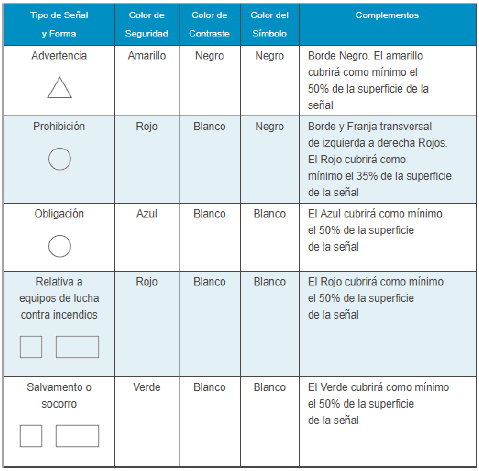 Tipo de Señal
y Forma
Color de
Seguridad
Color de
Contraste
Color del
Símbolo
Complementos
Advertencia
Amarillo
Negro
Negro
Borde Negro. El amarillo
cubrirá como mínimo el
50% de la superficie de la
señal
Prohibición
Rojo
Blanco
Negro
Borde y Franja transversal
de izquierda a derecha Rojos.
El Rojo cubrirá como
mínimo el 35% de la superficie
de la señal
Obligación
Azul
Blanco
Blanco
El Azul cubrirá como mínimo
el 50% de la superficie
de la señal
Relativa a
equipos de lucha
contra incendios
Rojo
Blanco
Blanco
El Rojo cubrirá como mínimo
el 50% de la superficie
de la señal
Salvamento o
socorro
Verde
Blanco
Blanco
El Verde cubrirá como mínimo
el 50% de la superficie
de la señal